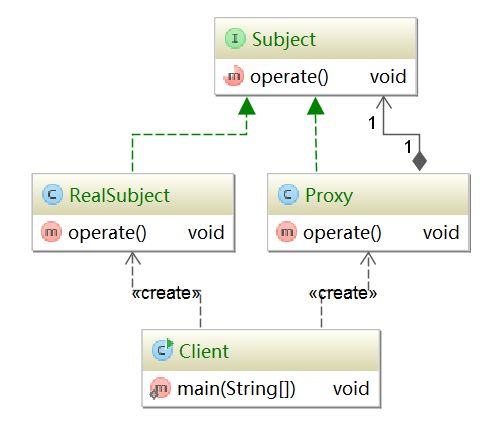 I Subject
m operate() void
1
1
C RealSubject
m operate() void
C Proxy
m operate() void
«create»
«create»
C Client
m main(String[]) void